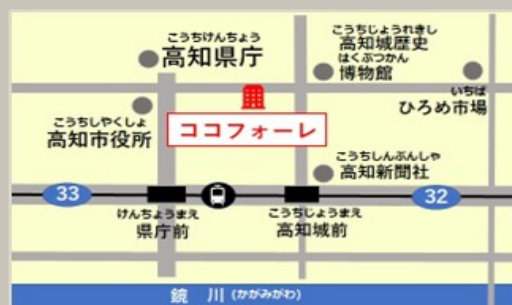 こうちけんちょう
高知県庁
こうちじょうれきし
高知城歴史
はくぶつかん
博物館
いちば
ひろめ市場
こうちしやくしょ
高知市役所
ココフォーレ
こうちしんぶんしゃ
高知新聞社
33
32
けんちょうまえ
県庁前
こうちじょうまえ
高知城前
鏡 川 (かがみがわ)